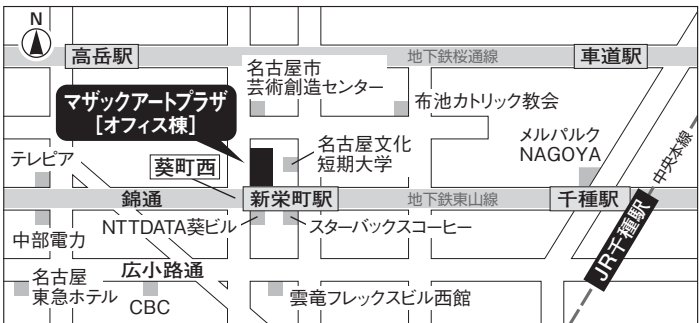 N
高岳駅
地下鉄桜通線
車道駅
名古屋市
芸術創造センター
マザックアートプラザ
[オフィス棟]
布池カトリック教会
テレピア
葵町西
名古屋文化
短期大学
メルパルク
NAGOYA
中央本線
錦通
新栄町駅
地下鉄東山線
千種駅
中部電力
NTTDATA葵ビル
スターバックスコーヒー
JR千種駅
名古屋
東急ホテル
広小路通
CBC
雲竜フレックスビル西館